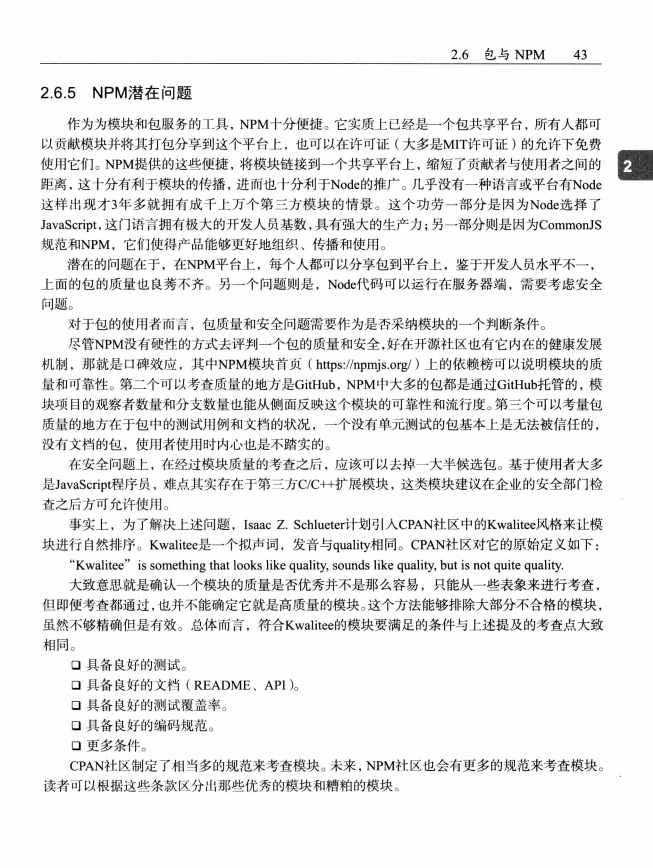 2.6 包与 NPM 43
2.6.5 NPM潜在问题
作为为模块和包服务的工具，NPM十分便捷。它实质上已经是一个包共享平台，所有人都可
以贡献模块并将其打包分享到这个平台上，也可以在许可证（大多是MIT许可证）的允许下免费
使用它们。NPM提供的这些便捷，将模块链接到一个共享平台上，缩短了贡献者与使用者之间的
2
距离，这十分有利于模块的传播，进而也十分利于Node的推广。几乎没有一种语言或平台有Node
这样出现才3年多就拥有成千上万个第三方模块的情景。这个功劳一部分是因为Node选择了
JavaScript，这门语言拥有极大的开发人员基数，具有强大的生产力；另一部分则是因为CommonJS
规范和NPM，它们使得产品能够更好地组织、传播和使用。
潜在的问题在于，在NPM平台上，每个人都可以分享包到平台上，鉴于开发人员水平不一，
上面的包的质量也良莠不齐。另一个问题则是，Node代码可以运行在服务器端，需要考虑安全
问题。
对于包的使用者而言，包质量和安全问题需要作为是否采纳模块的一个判断条件。
尽管NPM没有硬性的方式去评判一个包的质量和安全，好在开源社区也有它内在的健康发展
机制，那就是口碑效应，其中NPM模块首页（https://npmjs.org/）上的依赖榜可以说明模块的质
量和可靠性。第二个可以考查质量的地方是GitHub，NPM中大多的包都是通过GitHub托管的，模
块项目的观察者数量和分支数量也能从侧面反映这个模块的可靠性和流行度。第三个可以考量包
质量的地方在于包中的测试用例和文档的状况，一个没有单元测试的包基本上是无法被信任的，
没有文档的包，使用者使用时内心也是不踏实的。
在安全问题上，在经过模块质量的考查之后，应该可以去掉一大半候选包。基于使用者大多
是JavaScript程序员，难点其实存在于第三方C/C++扩展模块，这类模块建议在企业的安全部门检
查之后方可允许使用。
事实上，为了解决上述问题，Isaac Z. Schlueter计划引入CPAN社区中的Kwalitee风格来让模
块进行自然排序。Kwalitee是一个拟声词，发音与quality相同。CPAN社区对它的原始定义如下：
“Kwalitee” is something that looks like quality, sounds like quality, but is not quite quality.
大致意思就是确认一个模块的质量是否优秀并不是那么容易，只能从一些表象来进行考查，
但即便考查都通过，也并不能确定它就是高质量的模块。这个方法能够排除大部分不合格的模块，
虽然不够精确但是有效。总体而言，符合Kwalitee的模块要满足的条件与上述提及的考查点大致
相同。
❑ 具备良好的测试。
❑ 具备良好的文档（README、API）。
❑ 具备良好的测试覆盖率。
❑ 具备良好的编码规范。
❑ 更多条件。
CPAN社区制定了相当多的规范来考查模块。未来，NPM社区也会有更多的规范来考查模块。
读者可以根据这些条款区分出那些优秀的模块和糟粕的模块。